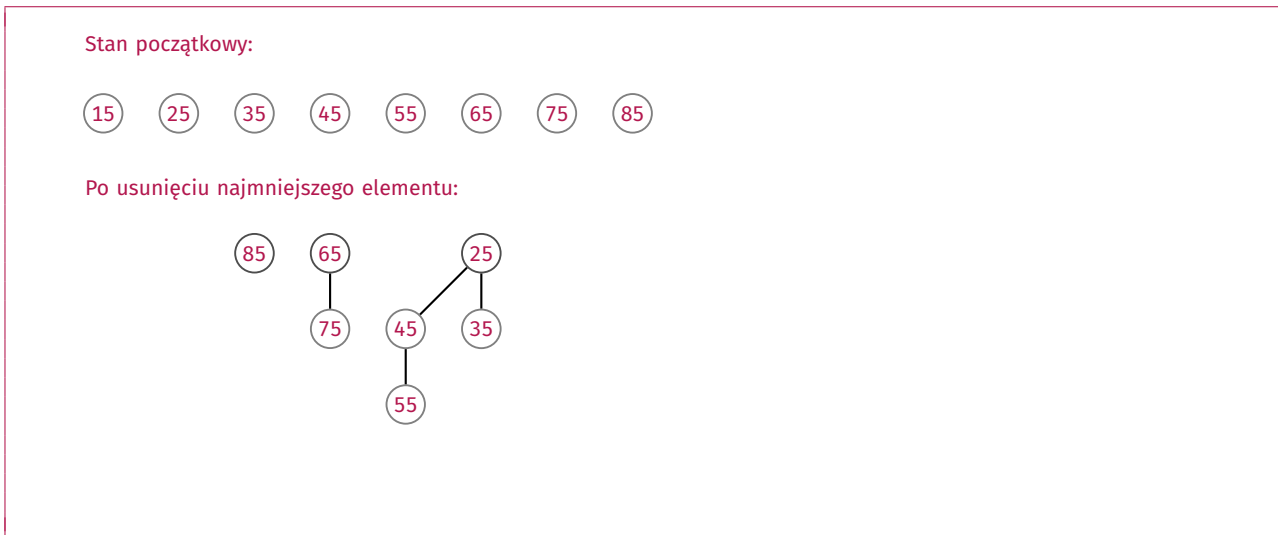 Stan początkowy:
15 25 35 45 55 65 75 85
Po usunięciu najmniejszego elementu:
85 65 25
75 45 35
55